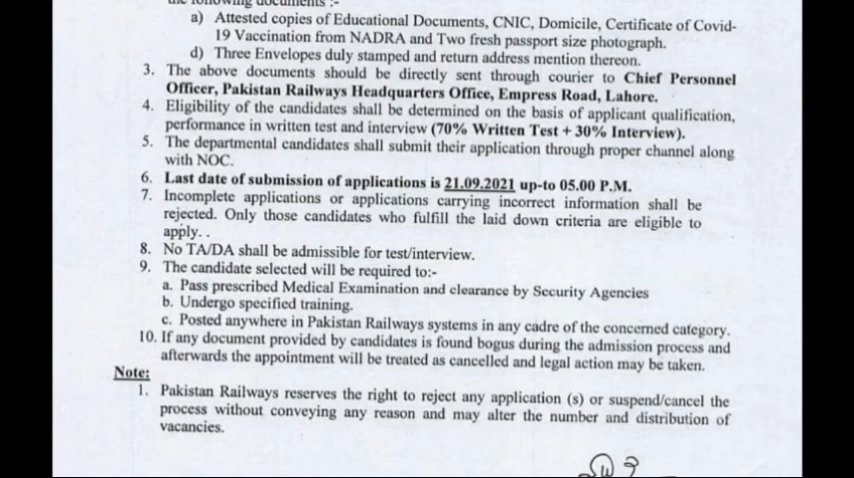 the following documents :-
a) Attested copies of Educational Documents, CNIC, Domicile, Certificate of Covid-
19 Vaccination from NADRA and Two fresh passport size photograph.
d) Three Envelopes duly stamped and return address mention thereon.
3. The above documents should be directly sent through courier to Chief Personnel
Officer, Pakistan Railways Headquarters Office, Empress Road, Lahore.
4. Eligibility of the candidates shall be determined on the basis of applicant qualification,
performance in written test and interview (70% Written Test + 30% Interview).
5. The departmental candidates shall submit their application through proper channel along
with NOC.
6. Last date of submission of applications is 21.09.2021 up-to 05.00 P.M.
7. Incomplete applications or applications carrying incorrect information shall be
rejected. Only those candidates who fulfill the laid down criteria are eligible to
apply. .
8. No TA/DA shall be admissible for test/interview.
9. The candidate selected will be required to:-
a. Pass prescribed Medical Examination and clearance by Security Agencies
b. Undergo specified training.
c. Posted anywhere in Pakistan Railways systems in any cadre of the concerned category.
10. If any document provided by candidates is found bogus during the admission process and
afterwards the appointment will be treated as cancelled and legal action may be taken.
Note:
1. Pakistan Railways reserves the right to reject any application (s) or suspend/cancel the
process without conveying any reason and may alter the number and distribution of
vacancies.